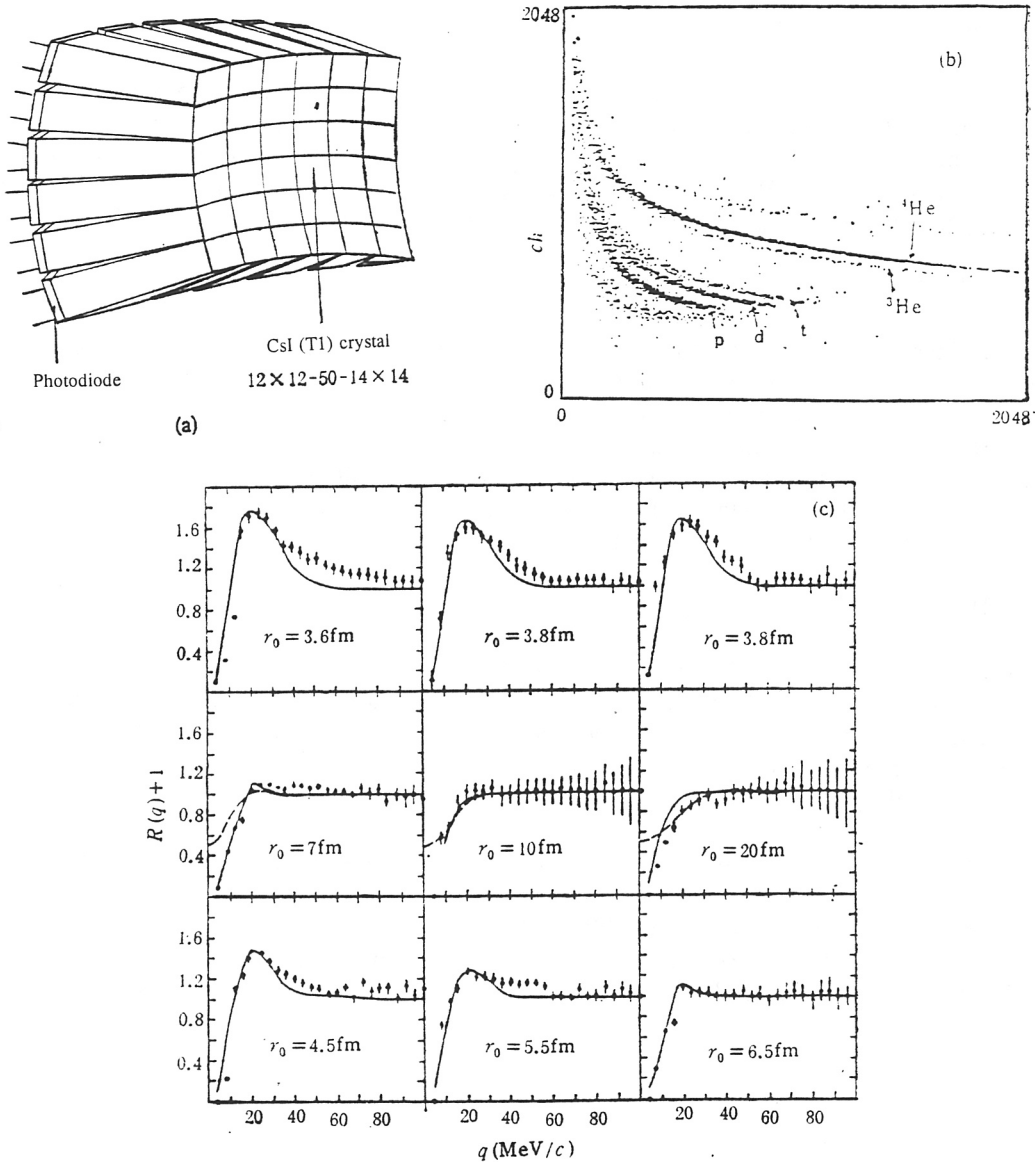 Photodiode
CsI (T1) crystal
12×12-50-14×14
(a)
2048
(b)
ch
⁴He
³He
p
d
t
0
0
2048
(c)
1.6
1.2
0.8
0.4
r₀ = 3.6fm
r₀ = 3.8fm
r₀ = 3.8fm
R(q)+1
1.6
1.2
0.8
0.4
r₀ = 7fm
r₀ = 10fm
r₀ = 20fm
1.6
1.2
0.8
0.4
r₀ = 4.5fm
r₀ = 5.5fm
r₀ = 6.5fm
20 40 60 80
20 40 60 80
20 40 60 80
q (MeV/c)